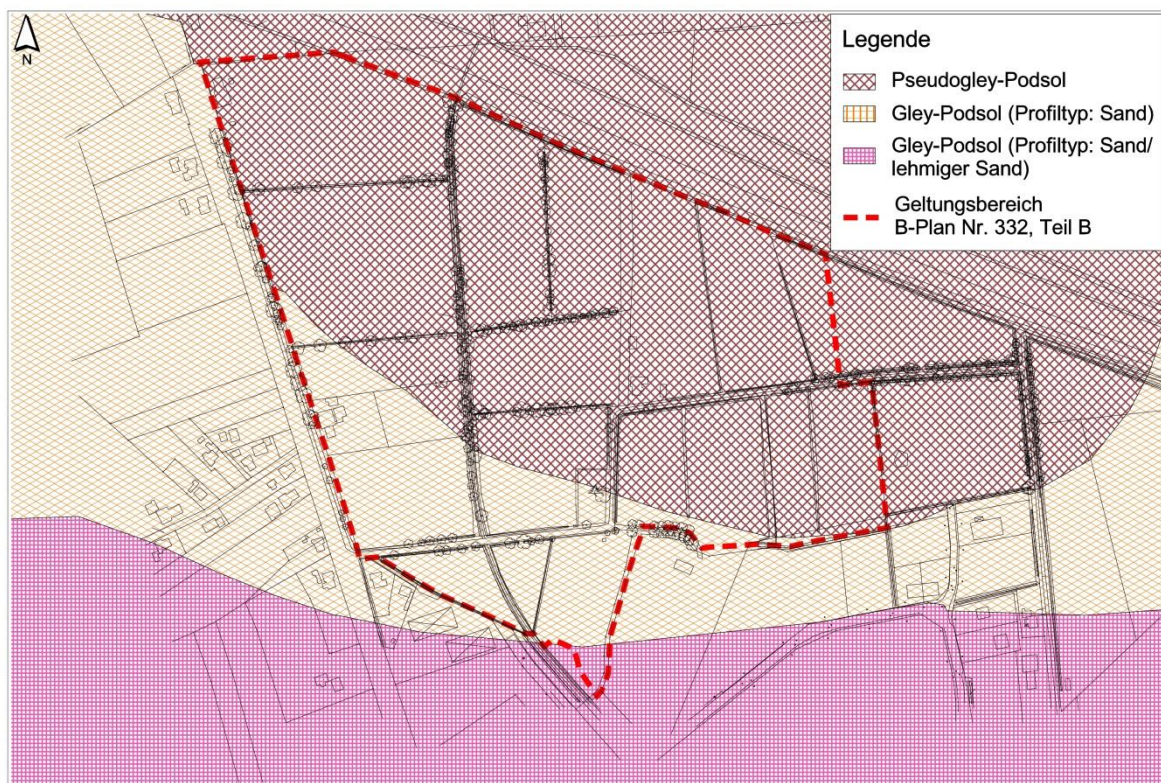 N
Legende
Pseudogley-Podsol
Gley-Podsol (Profiltyp: Sand)
Gley-Podsol (Profiltyp: Sand/
lehmiger Sand)
Geltungsbereich
B-Plan Nr. 332, Teil B